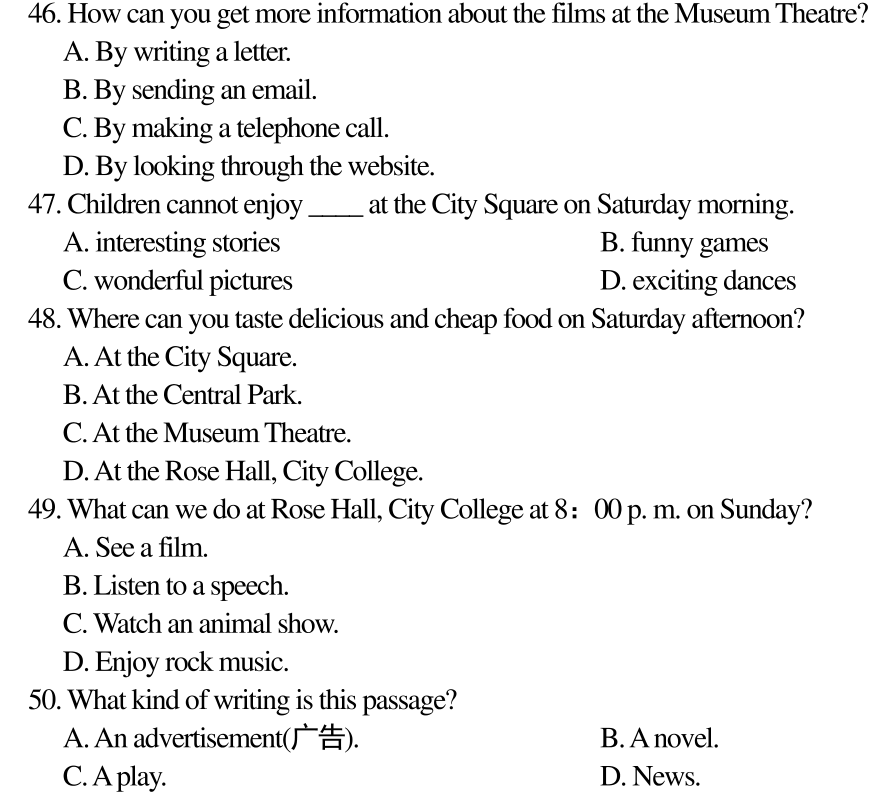 46. How can you get more information about the films at the Museum Theatre?
A. By writing a letter.
B. By sending an email.
C. By making a telephone call.
D. By looking through the website.
47. Children cannot enjoy ____ at the City Square on Saturday morning.
A. interesting stories B. funny games
C. wonderful pictures D. exciting dances
48. Where can you taste delicious and cheap food on Saturday afternoon?
A. At the City Square.
B. At the Central Park.
C. At the Museum Theatre.
D. At the Rose Hall, City College.
49. What can we do at Rose Hall, City College at 8：00 p. m. on Sunday?
A. See a film.
B. Listen to a speech.
C. Watch an animal show.
D. Enjoy rock music.
50. What kind of writing is this passage?
A. An advertisement(广告). B. A novel.
C. A play. D. News.